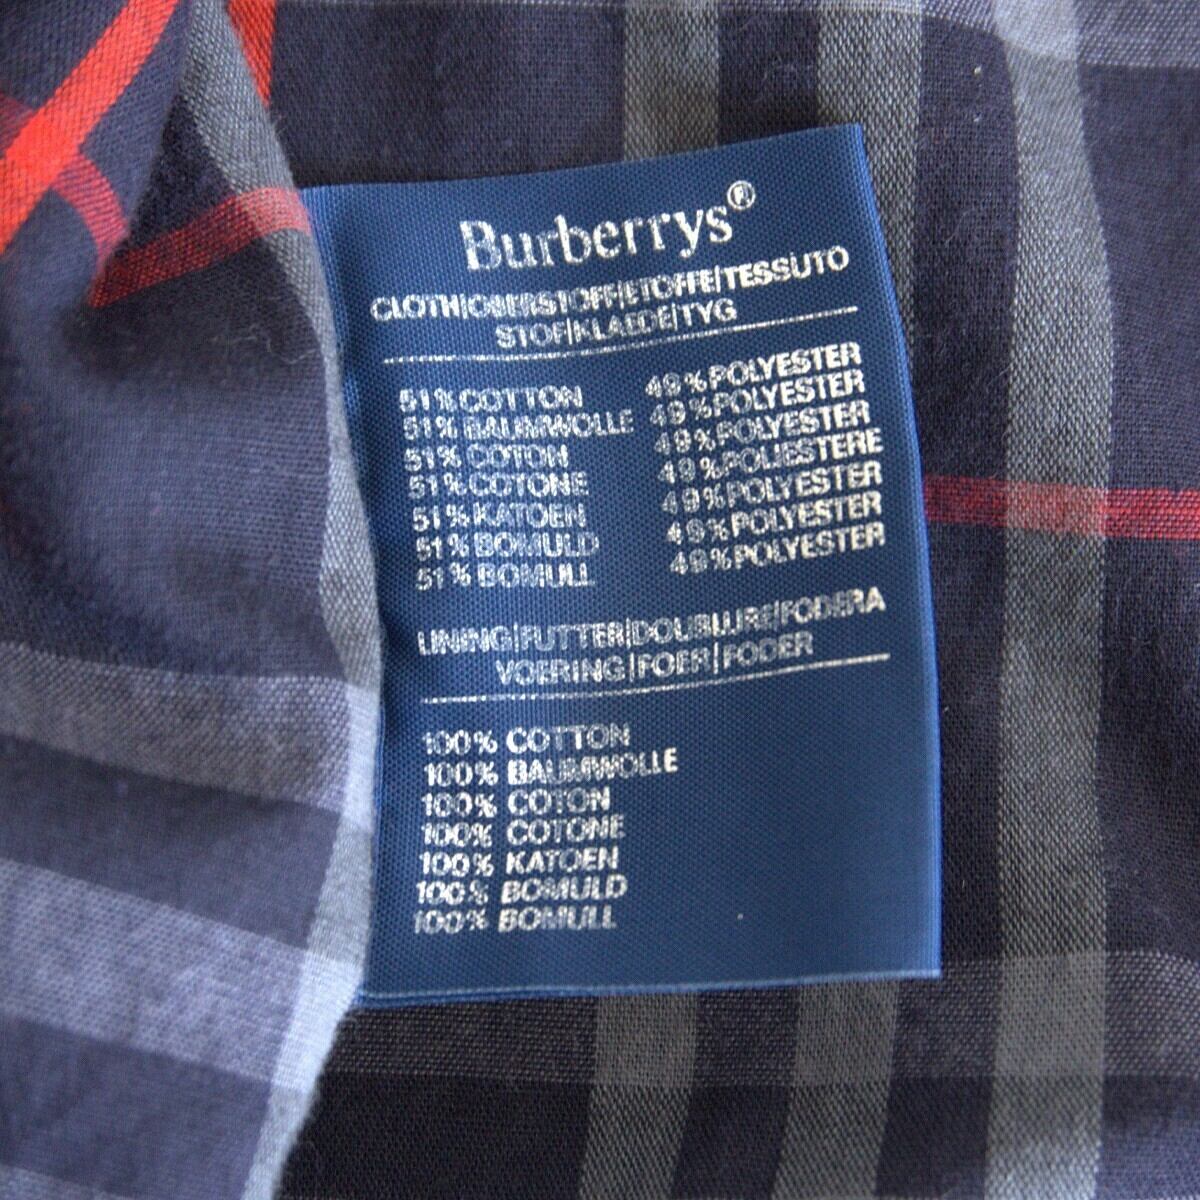 Burberrys®
CLOTH|OBERSTOFF|ETOFFE|TESSUTO
STOF|KLAEDE|TYG
51% COTTON 49% POLYESTER
51% BAUMWOLLE 49% POLYESTER
51% COTON 49% POLYESTER
51% COTONE 49% POLIESTERE
51% KATOEN 49% POLYESTER
51% BOMULD 49% POLYESTER
51% BOMULL 49% POLYESTER
LINING|FUTTER|DOUBLURE|FODERA
VOERING|FOER|FODER
100% COTTON
100% BAUMWOLLE
100% COTON
100% COTONE
100% KATOEN
100% BOMULD
100% BOMULL